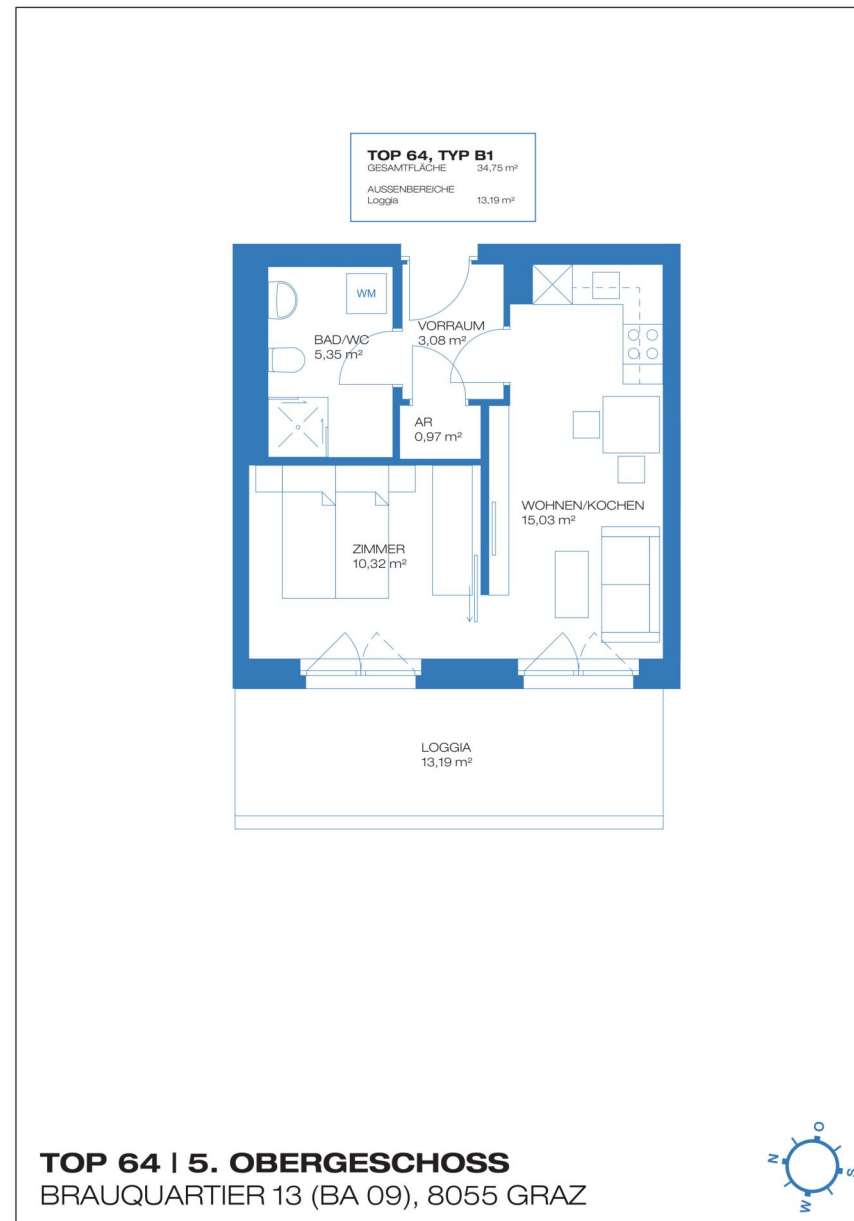 TOP 64, TYP B1
GESAMTFLÄCHE 34,75 m²
AUSSENBEREICHE
Loggia 13,19 m²
WM
BAD/WC
5,35 m²
VORRAUM
3,08 m²
AR
0,97 m²
WOHNEN/KOCHEN
15,03 m²
ZIMMER
10,32 m²
LOGGIA
13,19 m²
TOP 64 | 5. OBERGESCHOSS
BRAUQUARTIER 13 (BA 09), 8055 GRAZ
O
N
S
W